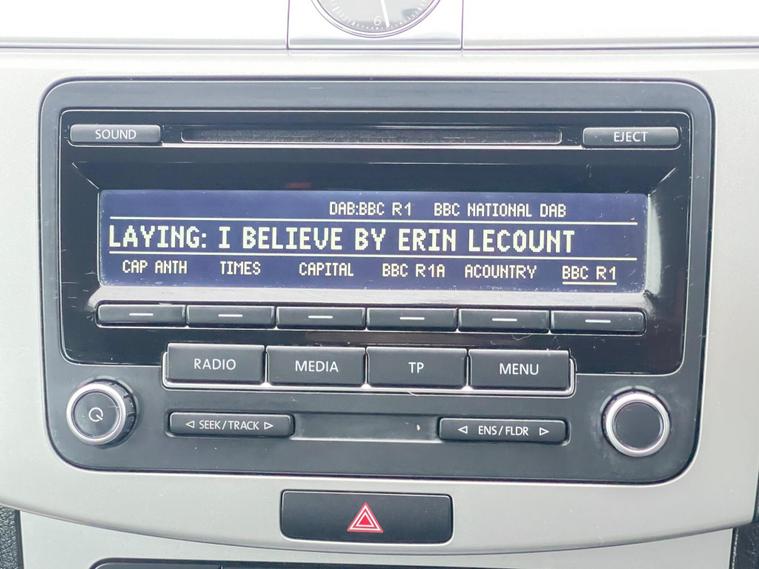 SOUND EJECT
DAB:BBC R1 BBC NATIONAL DAB
LAYING: I BELIEVE BY ERIN LECOUNT
CAP ANTH TIMES CAPITAL BBC R1A ACOUNTRY BBC R1
RADIO MEDIA TP MENU
SEEK/TRACK ENS/FLDR